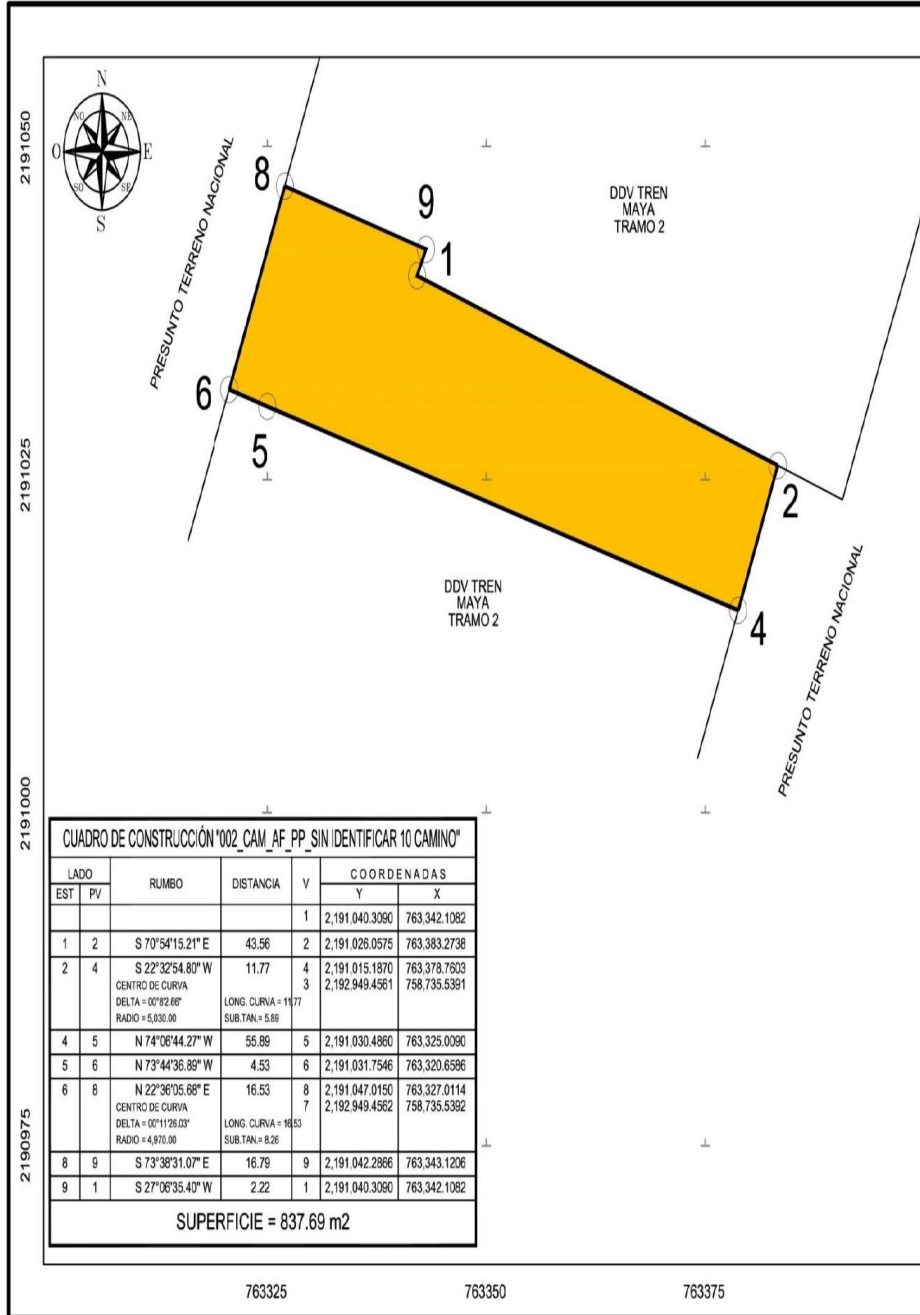 2191050
2191025
2191000
2190975
N
NO
NE
O
E
SO
SE
S
PRESUNTO TERRENO NACIONAL
8
9
1
DDV TREN
MAYA
TRAMO 2
6
5
2
4
DDV TREN
MAYA
TRAMO 2
PRESUNTO TERRENO NACIONAL
CUADRO DE CONSTRUCCIÓN "002_CAM_AF_PP_SIN IDENTIFICAR 10 CAMINO"
LADO RUMBO DISTANCIA V COORDENADAS
EST PV Y X
1 2,191,040.3090 763,342.1082
1 2 S 70°54'15.21" E 43.56 2 2,191,026.0575 763,383.2738
2 4 S 22°32'54.80" W 11.77 4 2,191,015.1870 763,378.7603
CENTRO DE CURVA 3 2,192,949.4561 758,735.5391
DELTA = 00°8'2.66" LONG. CURVA = 11.77
RADIO = 5,030.00 SUB.TAN.= 5.89
4 5 N 74°06'44.27" W 55.89 5 2,191,030.4860 763,325.0090
5 6 N 73°44'36.89" W 4.53 6 2,191,031.7546 763,320.6586
6 8 N 22°36'05.68" E 16.53 8 2,191,047.0150 763,327.0114
CENTRO DE CURVA 7 2,192,949.4562 758,735.5392
DELTA = 00°11'26.03" LONG. CURVA = 16.53
RADIO = 4,970.00 SUB.TAN.= 8.26
8 9 S 73°38'31.07" E 16.79 9 2,191,042.2866 763,343.1206
9 1 S 27°06'35.40" W 2.22 1 2,191,040.3090 763,342.1082
SUPERFICIE = 837.69 m2
763325 763350 763375